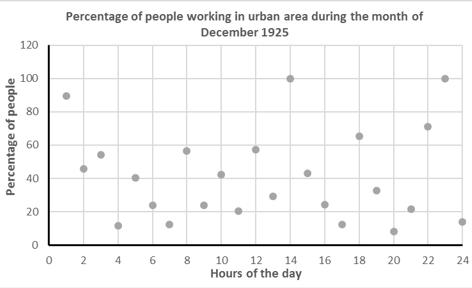 Percentage of people working in urban area during the month of
December 1925
120
100
80
60
40
20
0
Percentage of people
0 2 4 6 8 10 12 14 16 18 20 22 24
Hours of the day